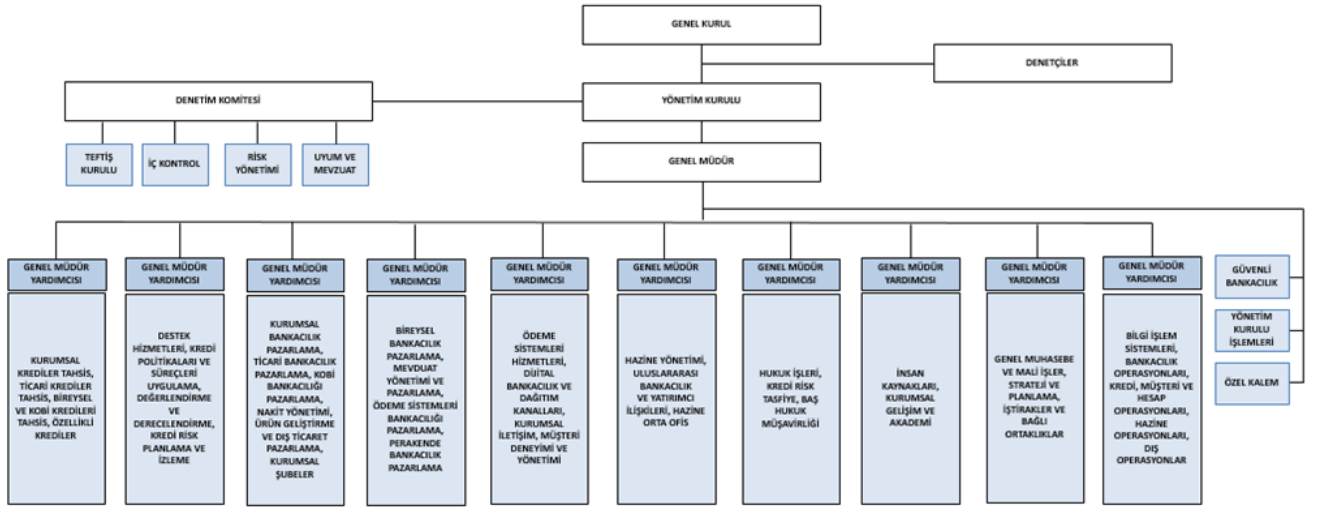 GENEL KURUL
DENETÇİLER
DENETİM KOMİTESİ
YÖNETİM KURULU
TEFTİŞ
KURULU
İÇ KONTROL
RİSK
YÖNETİMİ
UYUM VE
MEVZUAT
GENEL MÜDÜR
GENEL MÜDÜR
YARDIMCISI
KURUMSAL
KREDİLER TAHSİS,
TİCARİ KREDİLER
TAHSİS, BİREYSEL
VE KOBİ KREDİLERİ
TAHSİS, ÖZELLİKLİ
KREDİLER
GENEL MÜDÜR
YARDIMCISI
DESTEK
HİZMETLERİ, KREDİ
POLİTİKALARI VE
SÜREÇLERİ
UYGULAMA,
DEĞERLENDİRME
VE
DERECELENDİRME,
KREDİ RİSK
PLANLAMA VE
İZLEME
GENEL MÜDÜR
YARDIMCISI
KURUMSAL
BANKACILIK
PAZARLAMA,
TİCARİ BANKACILIK
PAZARLAMA, KOBİ
BANKACILIĞI
PAZARLAMA,
NAKİT YÖNETİMİ,
ÜRÜN GELİŞTİRME
VE DIŞ TİCARET
PAZARLAMA,
KURUMSAL
ŞUBELER
GENEL MÜDÜR
YARDIMCISI
BİREYSEL
BANKACILIK
PAZARLAMA,
MEVDUAT
YÖNETİMİ VE
PAZARLAMA,
ÖDEME SİSTEMLERİ
BANKACILIĞI
PAZARLAMA,
PERAKENDE
BANKACILIK
PAZARLAMA
GENEL MÜDÜR
YARDIMCISI
ÖDEME
SİSTEMLERİ
HİZMETLERİ,
DİJİTAL
BANKACILIK VE
DAĞITIM
KANALLARI,
KURUMSAL
İLETİŞİM, MÜŞTERİ
DENEYİMİ VE
YÖNETİMİ
GENEL MÜDÜR
YARDIMCISI
HAZİNE YÖNETİMİ,
ULUSLARARASI
BANKACILIK
VE YATIRIMCI
İLİŞKİLERİ, HAZİNE
ORTA OFİS
GENEL MÜDÜR
YARDIMCISI
HUKUK İŞLERİ,
KREDİ RİSK
TASFİYE, BAŞ
HUKUK
MÜŞAVİRLİĞİ
GENEL MÜDÜR
YARDIMCISI
İNSAN
KAYNAKLARI,
KURUMSAL
GELİŞİM VE
AKADEMİ
GENEL MÜDÜR
YARDIMCISI
GENEL MUHASEBE
VE MALİ İŞLER,
STRATEJİ VE
PLANLAMA,
İŞTİRAKLER VE
BAĞLI
ORTAKLIKLAR
GENEL MÜDÜR
YARDIMCISI
BİLGİ İŞLEM
SİSTEMLERİ,
BANKACILIK
OPERASYONLARI,
KREDİ, MÜŞTERİ VE
HESAP
OPERASYONLARI,
HAZİNE
OPERASYONLARI,
DIŞ
OPERASYONLAR
GÜVENLİ
BANKACILIK
YÖNETİM
KURULU
İŞLEMLERİ
ÖZEL KALEM